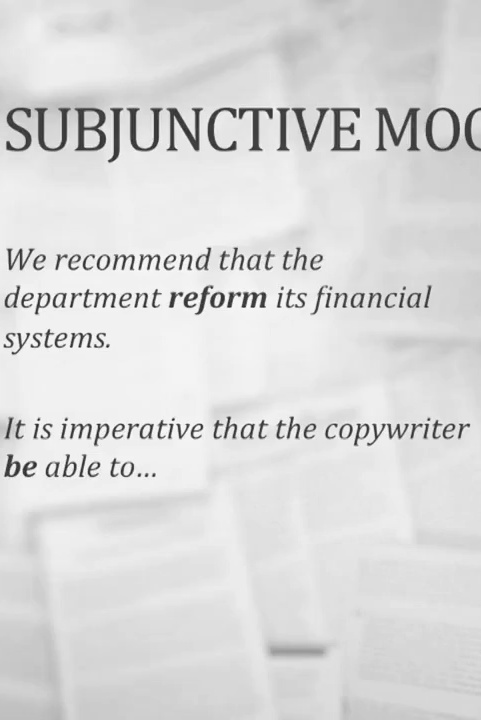 SUBJUNCTIVE MOO
We recommend that the
department reform its financial
systems.
It is imperative that the copywriter
be able to...